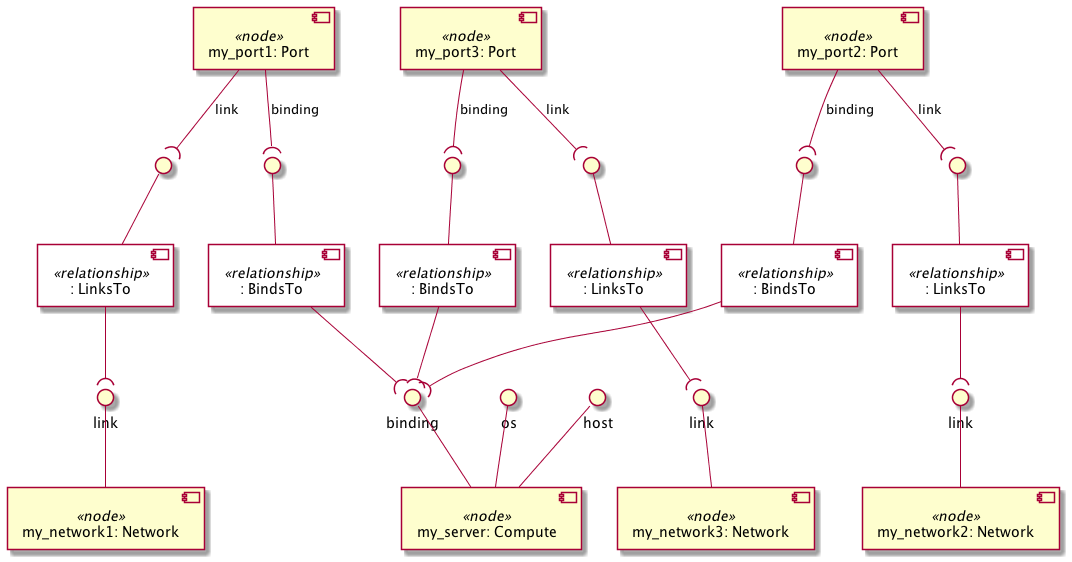 «node»
my_port1: Port
«node»
my_port3: Port
«node»
my_port2: Port
link
binding
binding
link
binding
link
«relationship»
: LinksTo
«relationship»
: BindsTo
«relationship»
: BindsTo
«relationship»
: LinksTo
«relationship»
: BindsTo
«relationship»
: LinksTo
link
binding
os
host
link
link
«node»
my_network1: Network
«node»
my_server: Compute
«node»
my_network3: Network
«node»
my_network2: Network